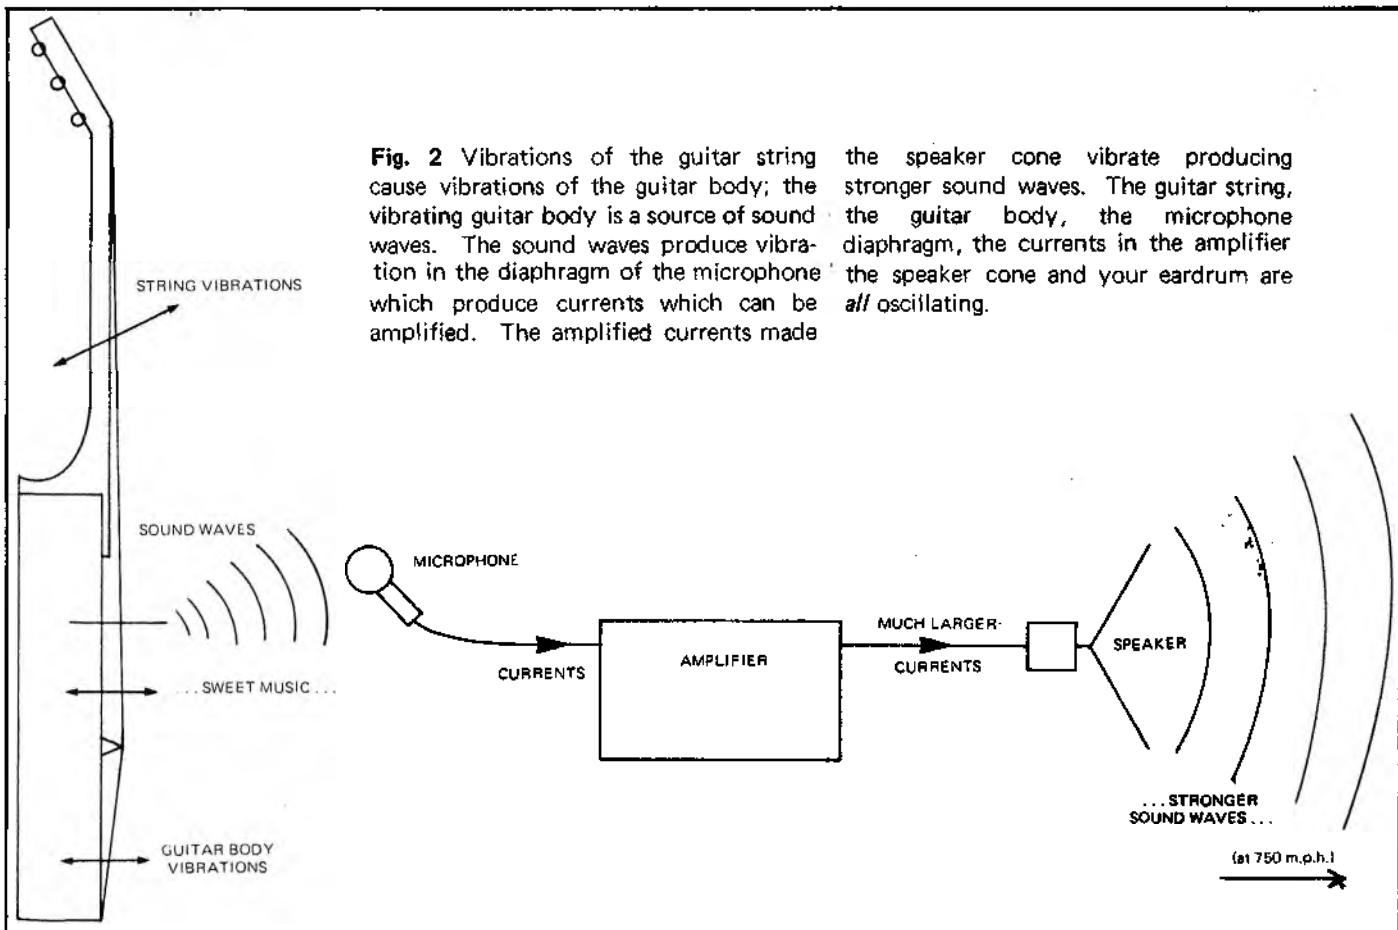 Fig. 2 Vibrations of the guitar string
cause vibrations of the guitar body; the
vibrating guitar body is a source of sound
waves. The sound waves produce vibra-
tion in the diaphragm of the microphone
which produce currents which can be
amplified. The amplified currents made
the speaker cone vibrate producing
stronger sound waves. The guitar string,
the guitar body, the microphone
diaphragm, the currents in the amplifier
the speaker cone and your eardrum are
all oscillating.
STRING VIBRATIONS
SOUND WAVES
MICROPHONE
CURRENTS
AMPLIFIER
MUCH LARGER
CURRENTS
SPEAKER
...SWEET MUSIC...
...STRONGER
SOUND WAVES...
GUITAR BODY
VIBRATIONS
(at 750 m.p.h.)